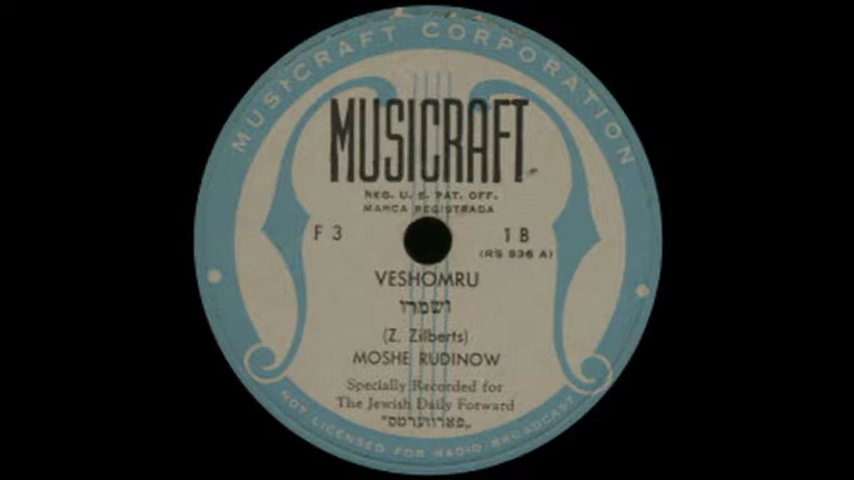 MUSICRAFT CORPORATION
MUSICRAFT
REG. U. S. PAT. OFF.
MARCA REGISTRADA
F 3
1 B
(RS 836 A)
VESHOMRU
ושמרו
(Z. Zilberts)
MOSHE RUDINOW
Specially Recorded for
The Jewish Daily Forward
„פארווערטס"
NOT LICENSED FOR RADIO BROADCAST